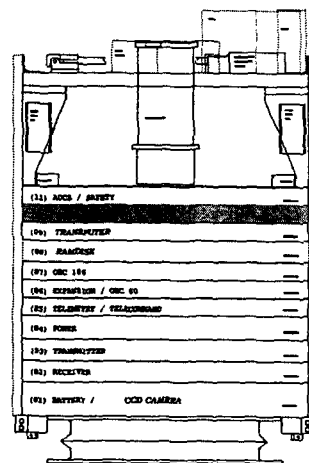 (11) ADCS / SAFETY
(09) TRANSPUTER
(08) RAMDISK
(07) OBC 186
(06) EXPANSION / OBC 80
(05) TELEMETRY / TELECOMMAND
(04) POWER
(03) TRANSMITTER
(02) RECEIVER
(01) BATTERY / CCD CAMERA